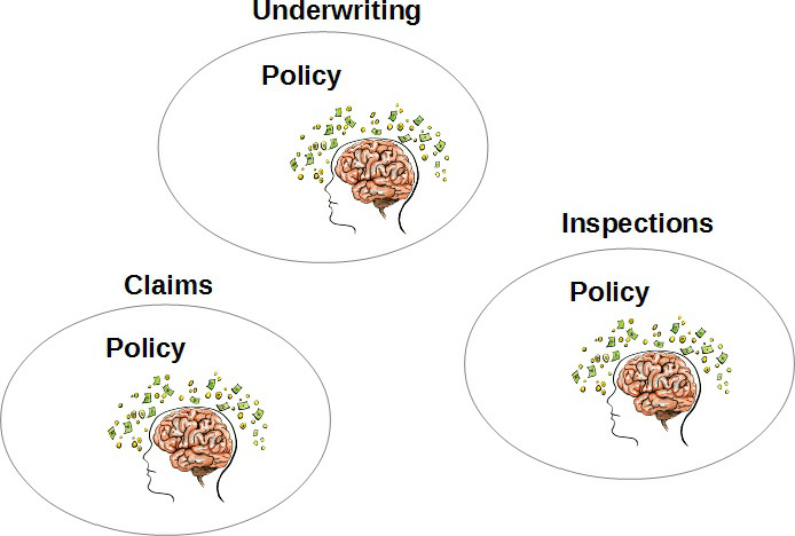 Underwriting
Policy
Inspections
Policy
Claims
Policy